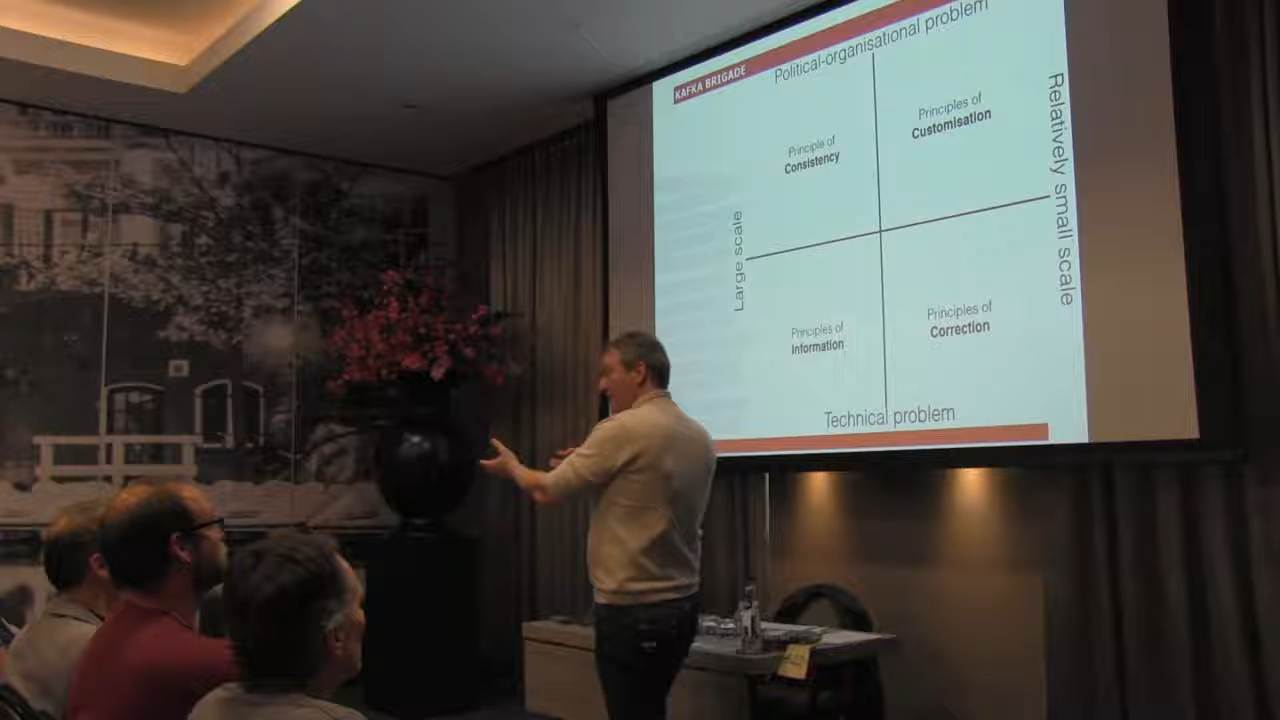 KAFKA BRIGADE
Political-organisational problem
Principle of
Consistency
Principles of
Customisation
Large scale
Relatively small scale
Principles of
Information
Principles of
Correction
Technical problem